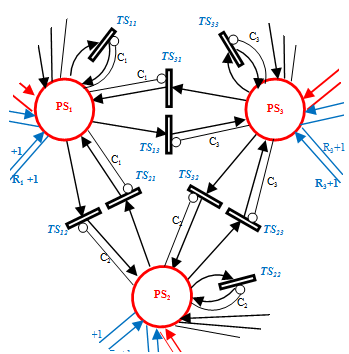 TS₁₁
TS₃₃
C₁
C₃
TS₃₁
C₁
PS₁
PS₃
TS₁₃
C₃
+1
R₃+1
C₁
R₁ +1
TS₂₁
TS₃₂
C₃
R₃+1
TS₁₂
C₂
TS₂₃
C₂
TS₂₂
PS₂
C₂
+1